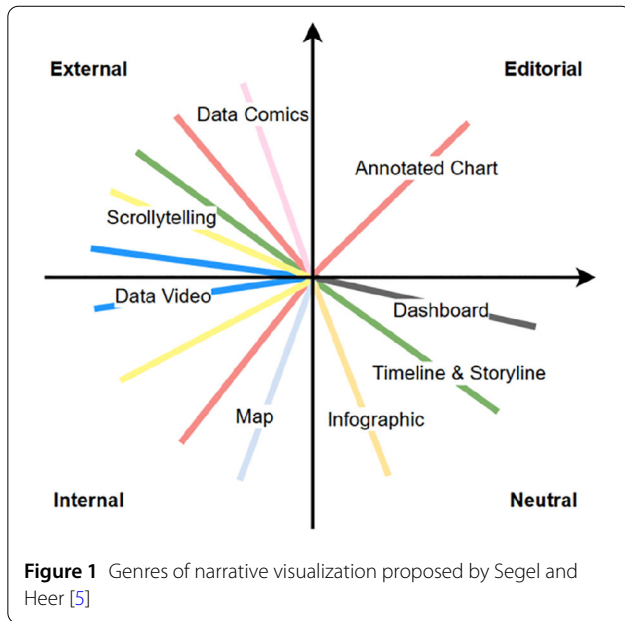 External
Editorial
Data Comics
Annotated Chart
Scrollytelling
Data Video
Dashboard
Timeline & Storyline
Map
Infographic
Internal
Neutral
Figure 1 Genres of narrative visualization proposed by Segel and
Heer [5]